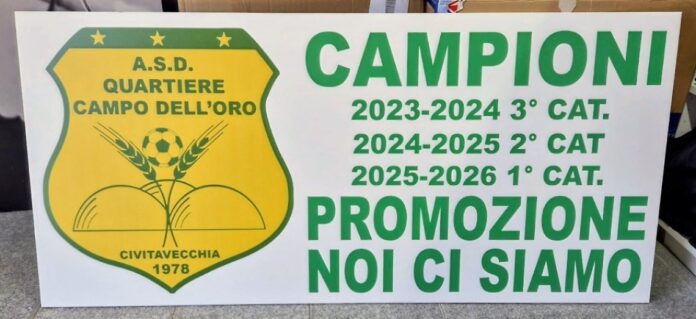 A.S.D.
QUARTIERE
CAMPO DELL'ORO
CIVITAVECCHIA
1978
CAMPIONI
2023-2024 3° CAT.
2024-2025 2° CAT
2025-2026 1° CAT.
PROMOZIONE
NOI CI SIAMO